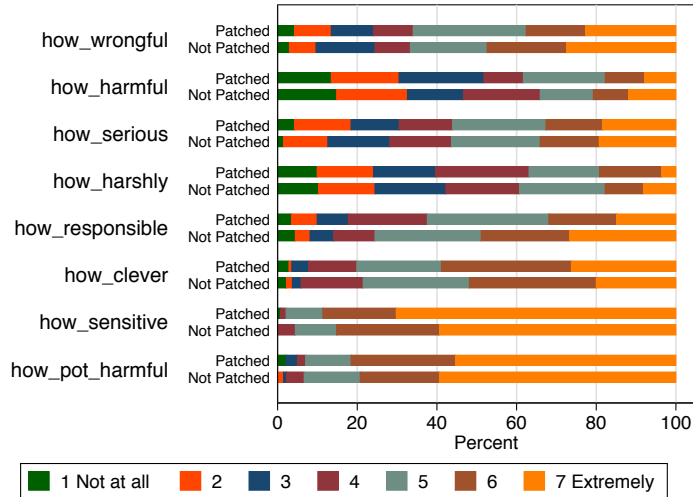 how_wrongful
Patched
Not Patched
how_harmful
Patched
Not Patched
how_serious
Patched
Not Patched
how_harshly
Patched
Not Patched
how_responsible
Patched
Not Patched
how_clever
Patched
Not Patched
how_sensitive
Patched
Not Patched
how_pot_harmful
Patched
Not Patched
0 20 40 60 80 100
Percent
1 Not at all 2 3 4 5 6 7 Extremely